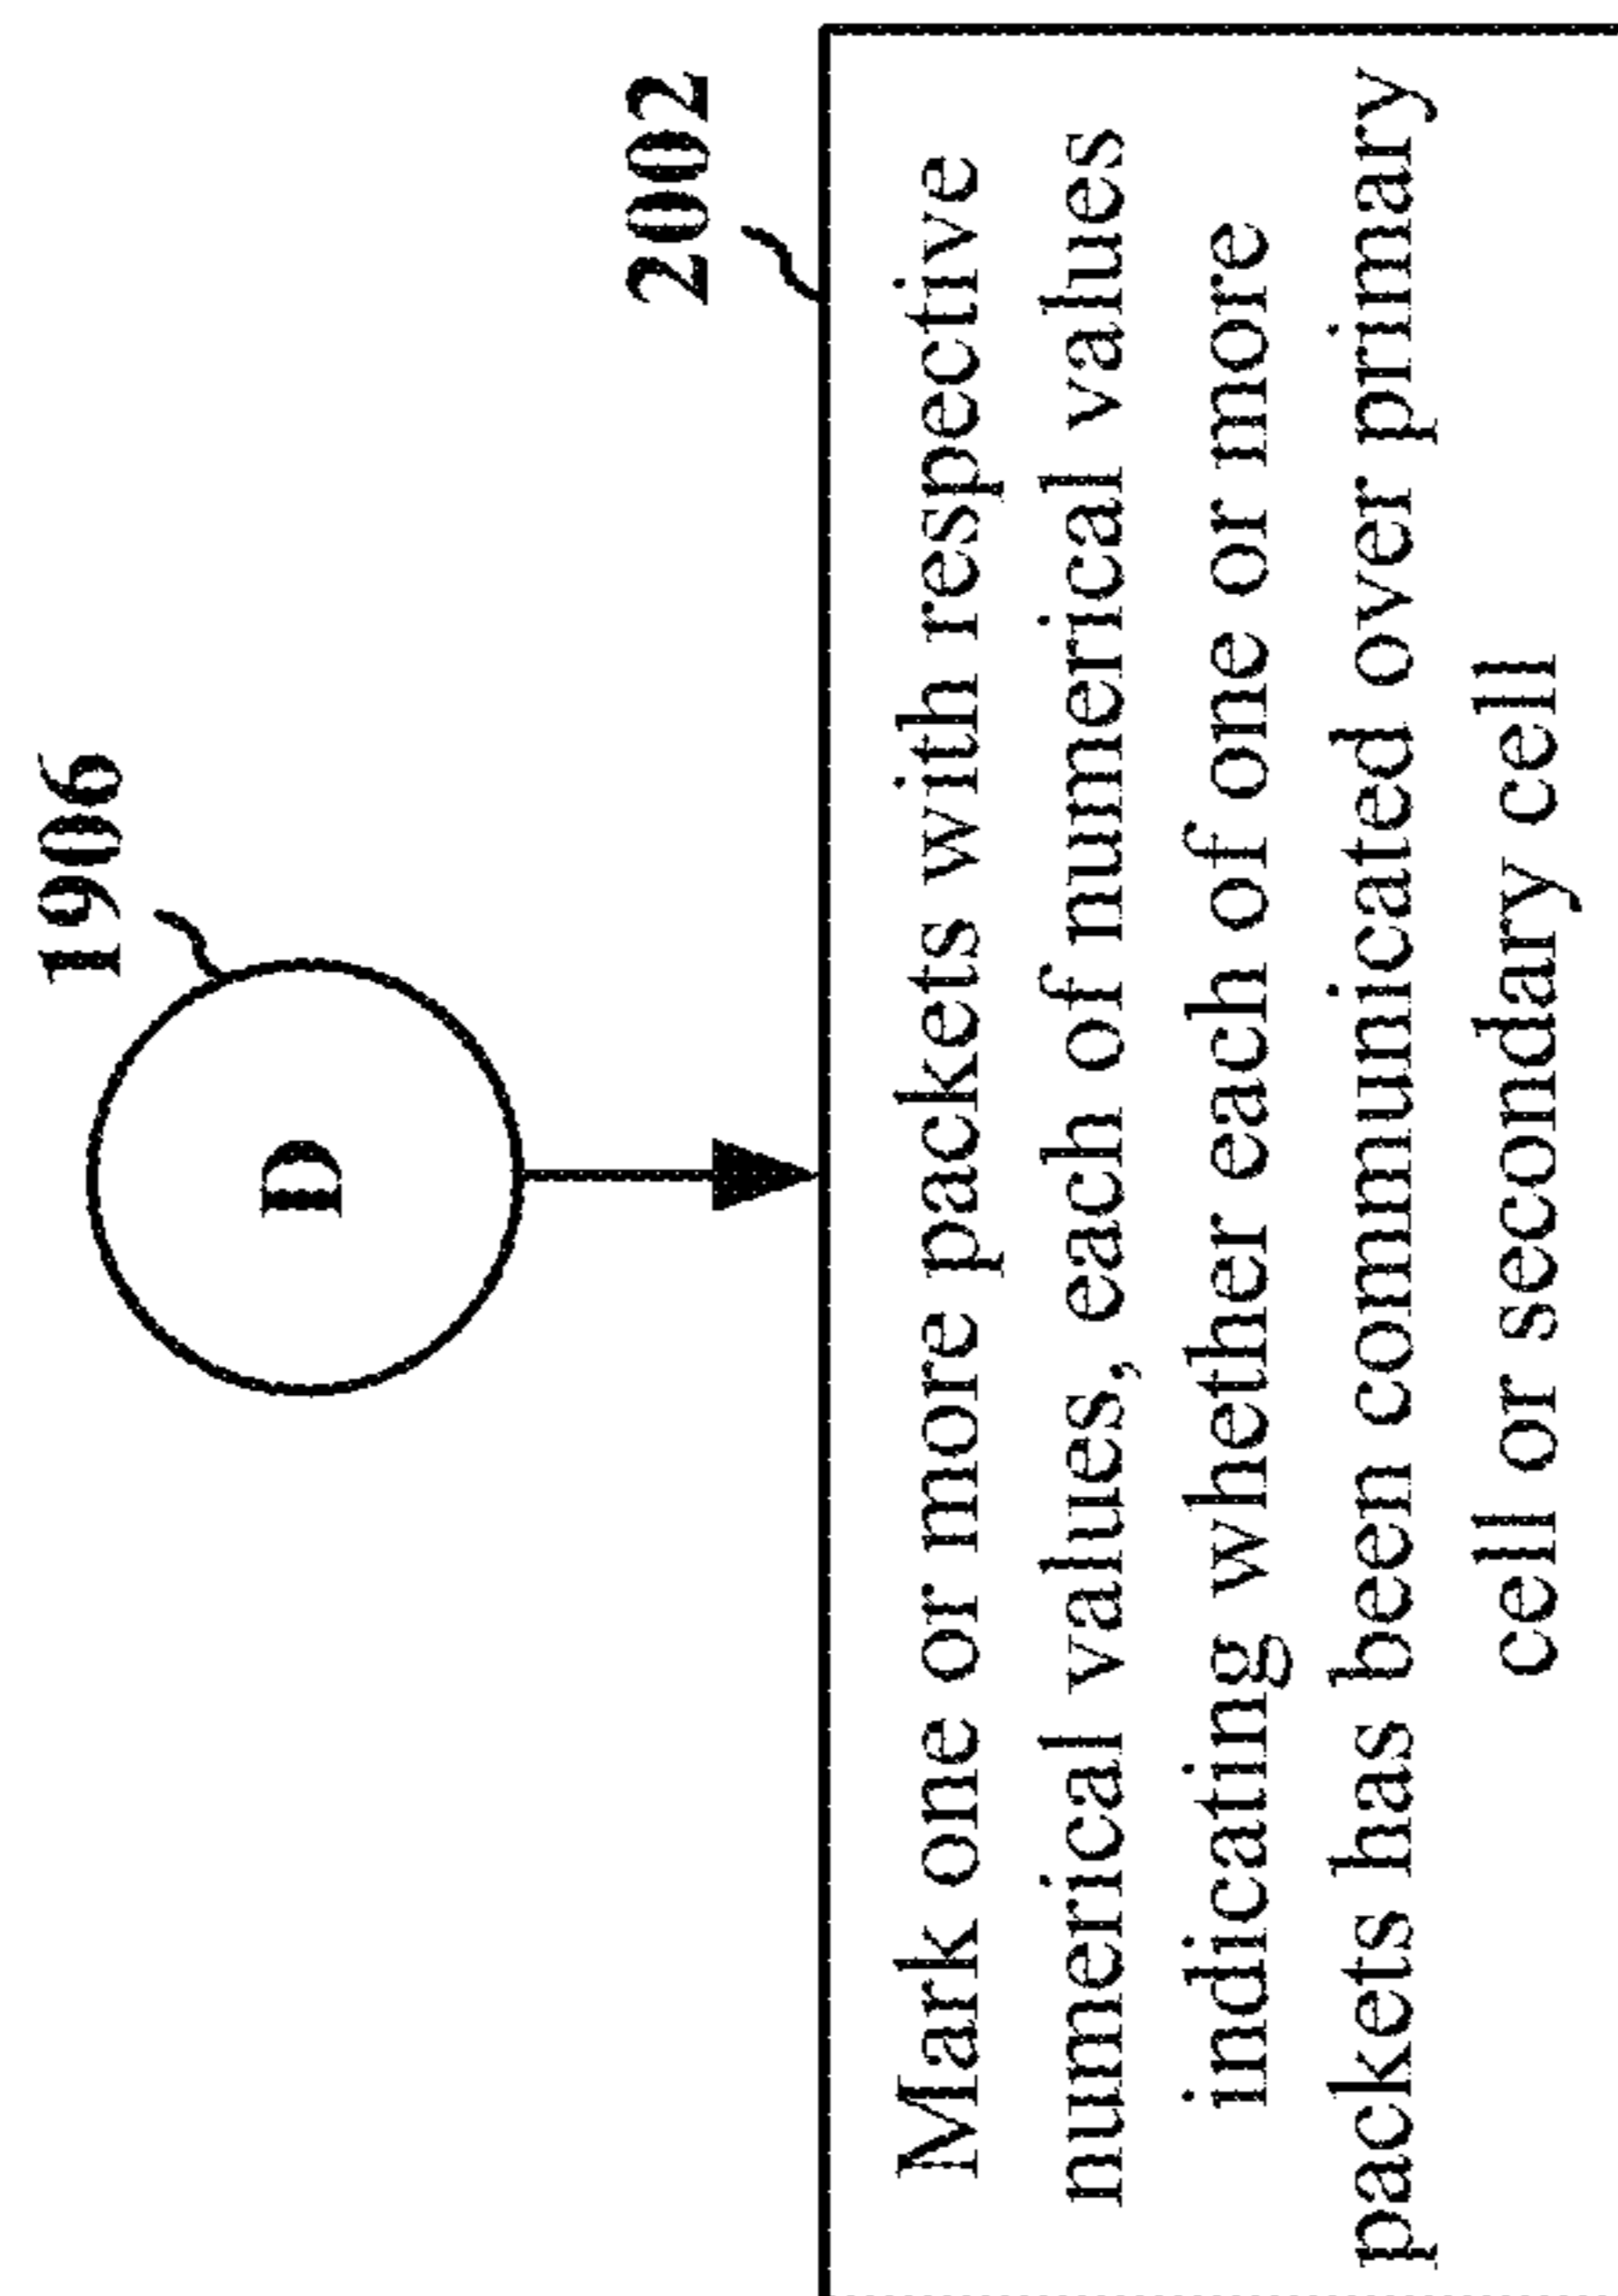 1906
D
2002
Mark one or more packets with respective
numerical values, each of numerical values
indicating whether each of one or more
packets has been communicated over primary
cell or secondary cell